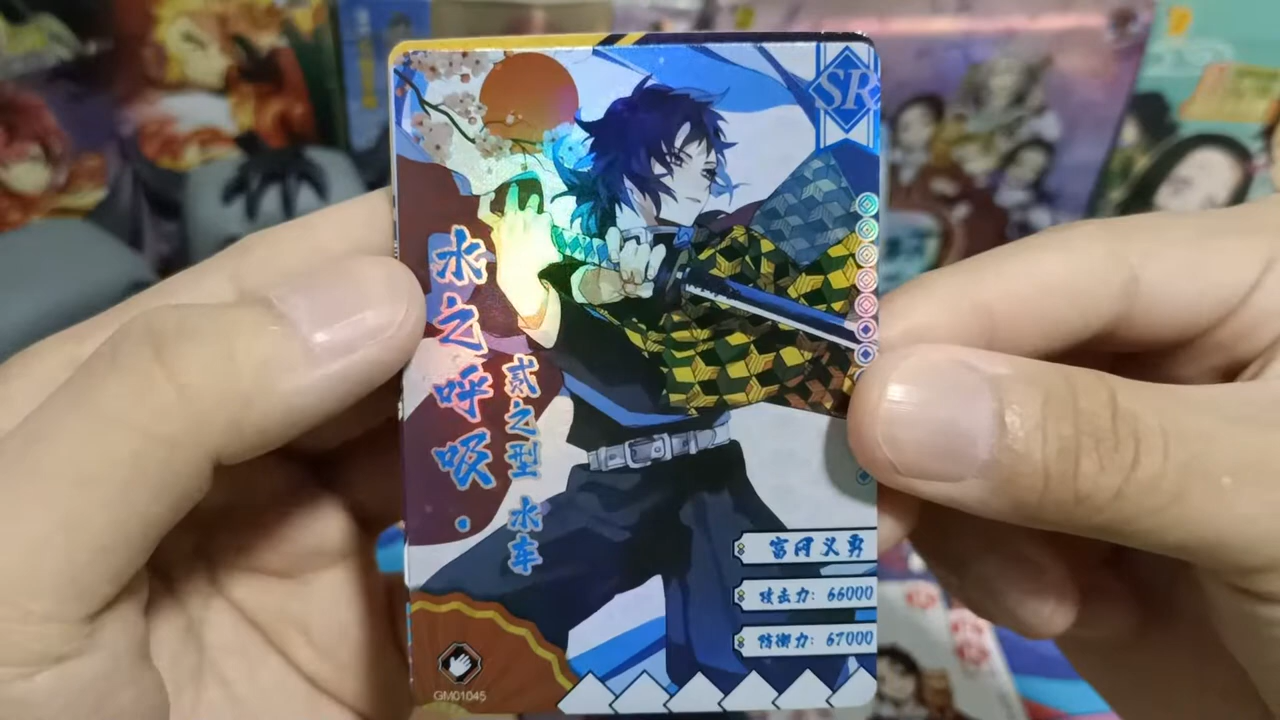 SR
水之呼吸·
贰之型 水车
富冈义勇
攻击力: 66000
防御力: 67000
GM01045